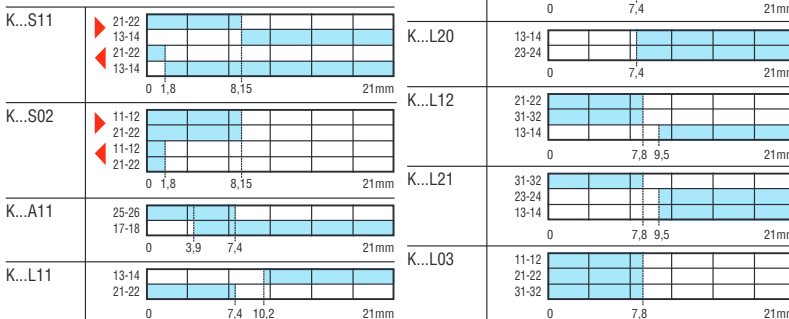 K...S11
21-22
13-14
21-22
13-14
0 1,8 8,15 21mm
K...S02
11-12
21-22
11-12
21-22
0 1,8 8,15 21mm
K...A11
25-26
17-18
0 3,9 7,4 21mm
K...L11
13-14
21-22
0 7,4 10,2 21mm
0 7,4 21mm
K...L20
13-14
23-24
0 7,4 21mm
K...L12
21-22
31-32
13-14
0 7,8 9,5 21mm
K...L21
31-32
23-24
13-14
0 7,8 9,5 21mm
K...L03
11-12
21-22
31-32
0 7,8 21mm